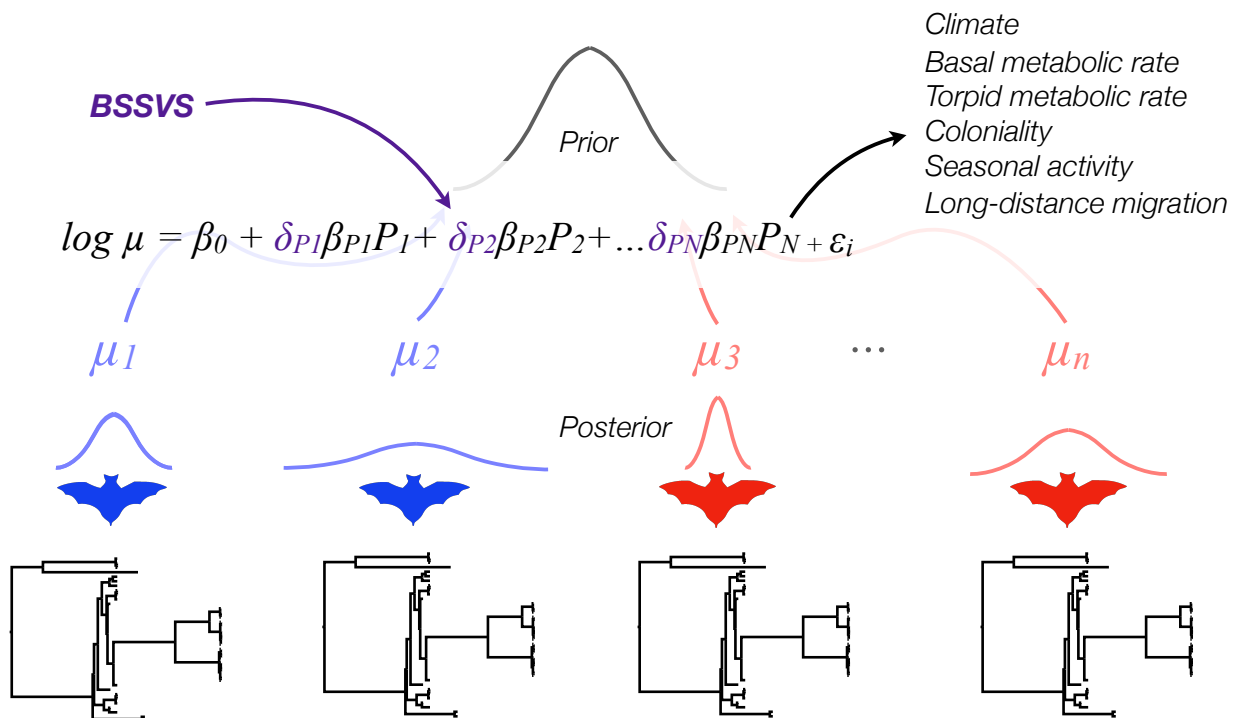 Climate
Basal metabolic rate
BSSVS
Torpid metabolic rate
Prior
Coloniality
Seasonal activity
Long-distance migration
log μ = β0 + δP1βP1P1+ δP2βP2P2+...δPNβPNPN + εi
μ1 μ2 μ3 ... μn
Posterior